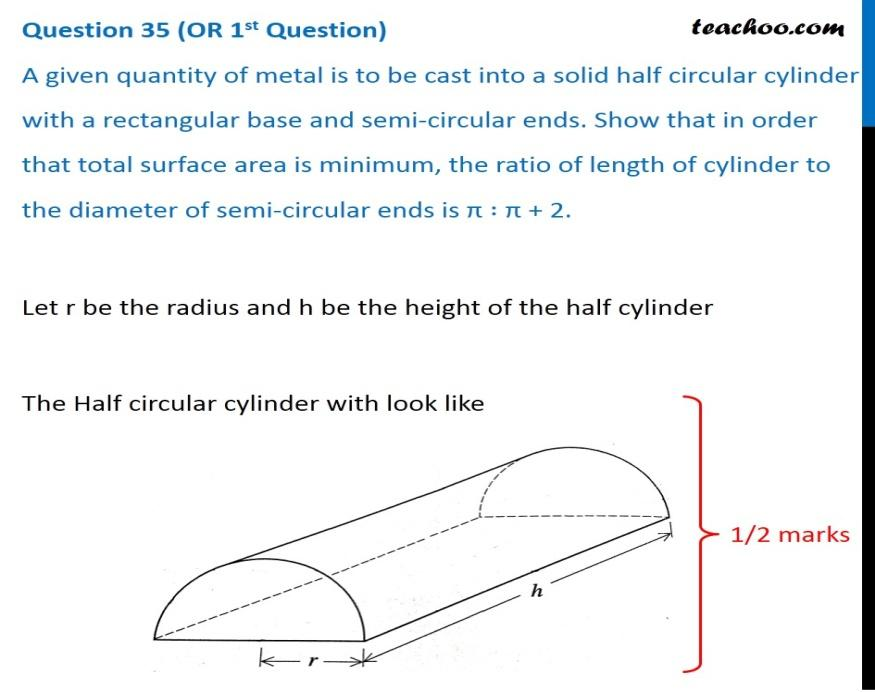 Question 35 (OR 1st Question)
teachoo.com
A given quantity of metal is to be cast into a solid half circular cylinder
with a rectangular base and semi-circular ends. Show that in order
that total surface area is minimum, the ratio of length of cylinder to
the diameter of semi-circular ends is π : π + 2.
Let r be the radius and h be the height of the half cylinder
The Half circular cylinder with look like
1/2 marks
h
r